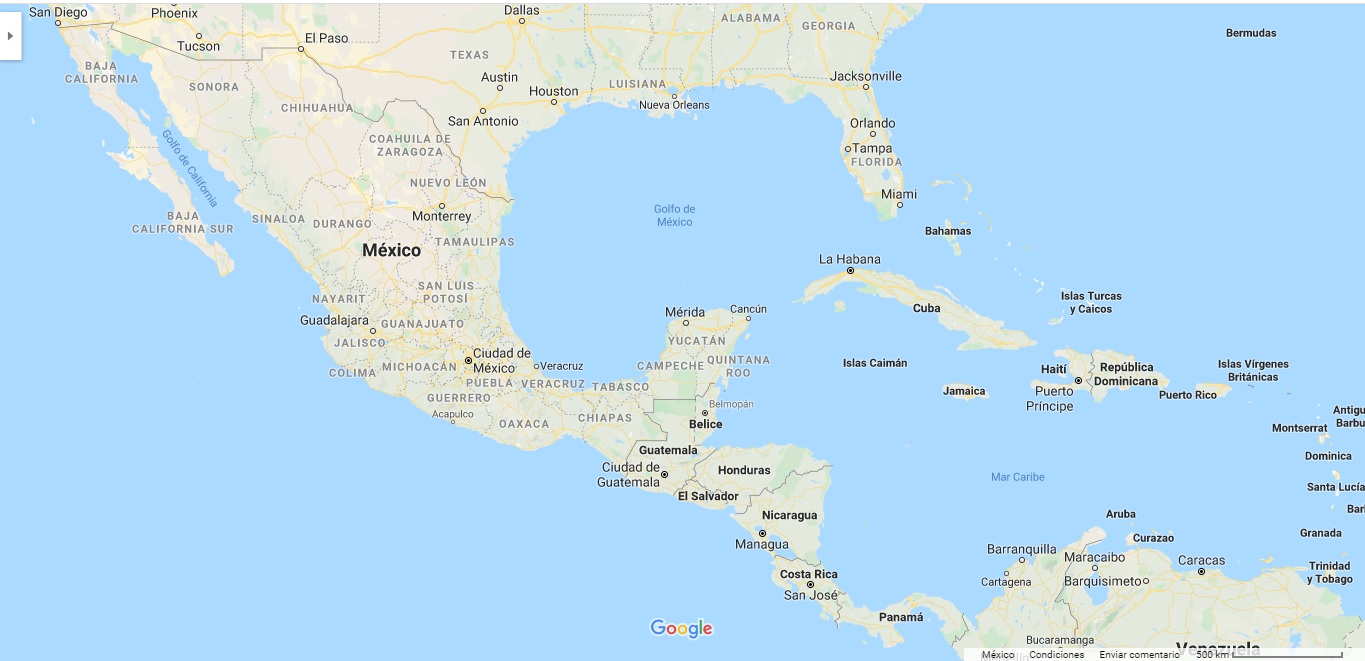 San Diego
Phoenix
Dallas
ALABAMA
GEORGIA
Bermudas
Tucson
El Paso
TEXAS
BAJA
CALIFORNIA
SONORA
CHIHUAHUA
Austin
Houston
LUISIANA
Jacksonville
Nueva Orleans
San Antonio
Orlando
COAHUILA DE
ZARAGOZA
Tampa
FLORIDA
Golfo de California
NUEVO LEÓN
Miami
BAJA
CALIFORNIA SUR
SINALOA
DURANGO
Monterrey
Golfo de
México
Bahamas
México
TAMAULIPAS
La Habana
SAN LUIS
POTOSÍ
NAYARIT
Islas Turcas
y Caicos
Cuba
Mérida
Cancún
Guadalajara
GUANAJUATO
JALISCO
YUCATÁN
Ciudad de
México
Veracruz
CAMPECHE
QUINTANA
ROO
Islas Caimán
Haití
República
Dominicana
Islas Vírgenes
Británicas
COLIMA
MICHOACÁN
PUEBLA
VERACRUZ
TABASCO
Jamaica
Puerto
Príncipe
Puerto Rico
GUERRERO
Acapulco
OAXACA
CHIAPAS
Belmopán
Belice
Antigu
Barbu
Montserrat
Guatemala
Dominica
Ciudad de
Guatemala
Honduras
Mar Caribe
El Salvador
Santa Lucía
Nicaragua
Aruba
Bar
Managua
Curazao
Granada
Barranquilla
Maracaibo
Caracas
Costa Rica
San José
Cartagena
Barquisimeto
Trinidad
y Tobago
Panamá
Google
Bucaramanga
Venezuela
México
Condiciones
Enviar comentario
500 km